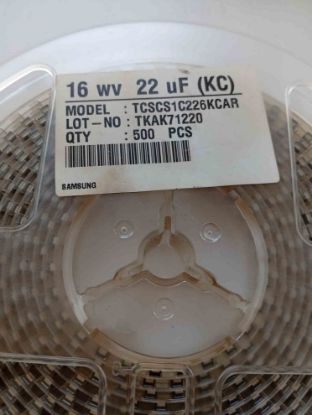 16 wv 22 uF (KC)
MODEL : TCSCS1C226KCAR
LOT-NO : TKAK71220
QTY : 500 PCS
SAMSUNG